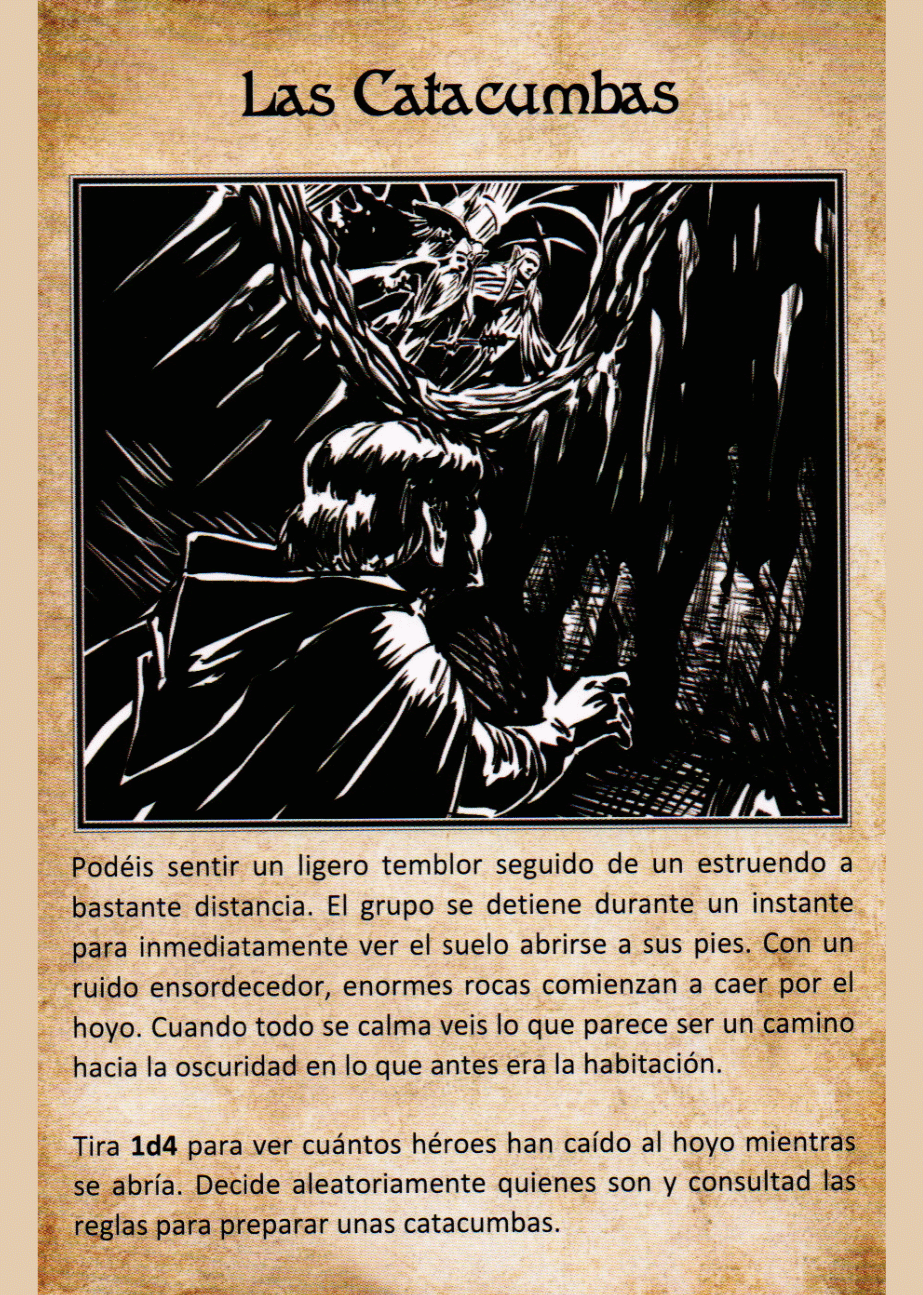 Las Catacumbas
Podéis sentir un ligero temblor seguido de un estruendo a
bastante distancia. El grupo se detiene durante un instante
para inmediatamente ver el suelo abrirse a sus pies. Con un
ruido ensordecedor, enormes rocas comienzan a caer por el
hoyo. Cuando todo se calma veis lo que parece ser un camino
hacia la oscuridad en lo que antes era la habitación.
Tira 1d4 para ver cuántos héroes han caído al hoyo mientras
se abría. Decide aleatoriamente quienes son y consultad las
reglas para preparar unas catacumbas.